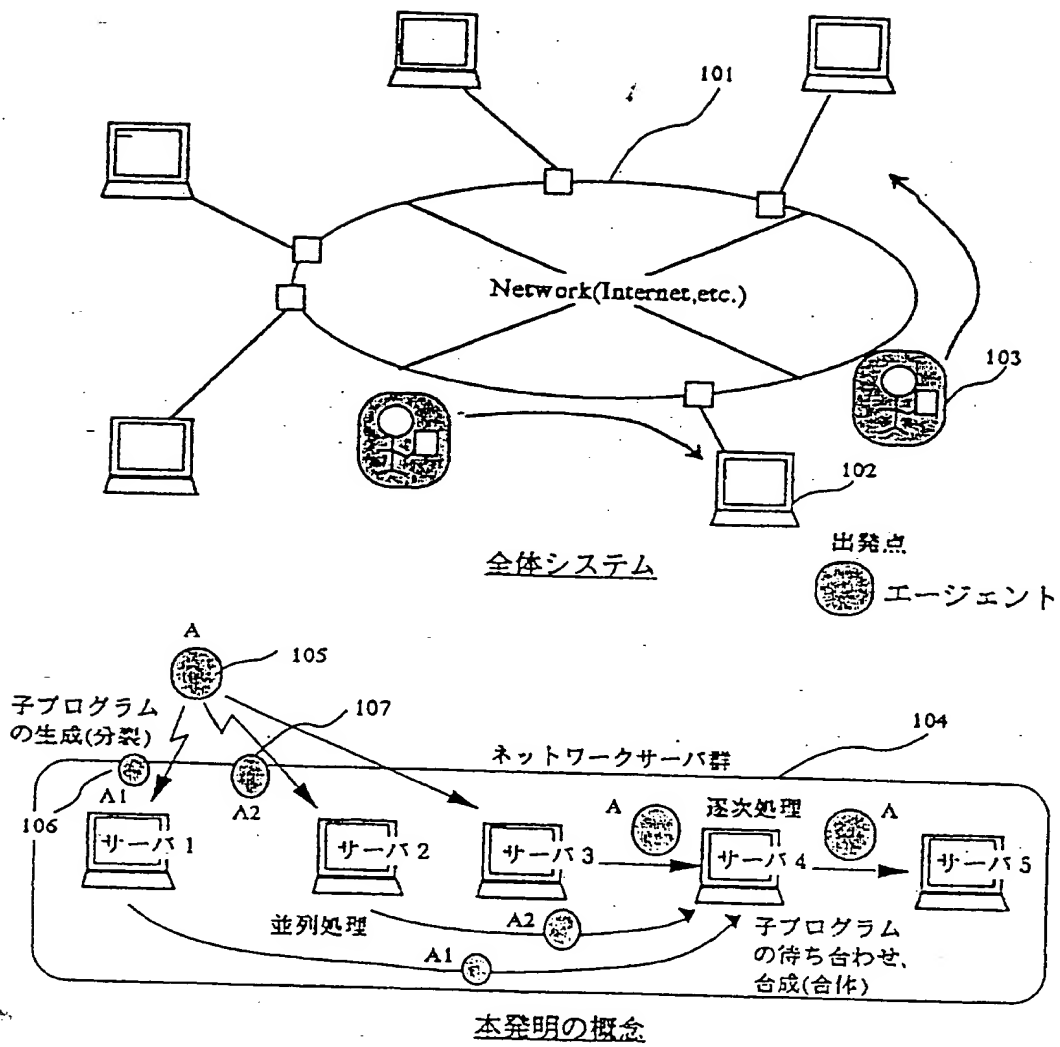 101
Network(Internet,etc.)
103
102
全体システム
出発点
エージェント
A
105
子プログラム
の生成(分裂)
107
104
ネットワークサーバ群
A1
106
A2
A
逐次処理
A
サーバ 1
サーバ 2
サーバ 3
サーバ 4
サーバ 5
並列処理
A2
A1
子プログラム
の待ち合わせ、
合成(合体)
本発明の概念